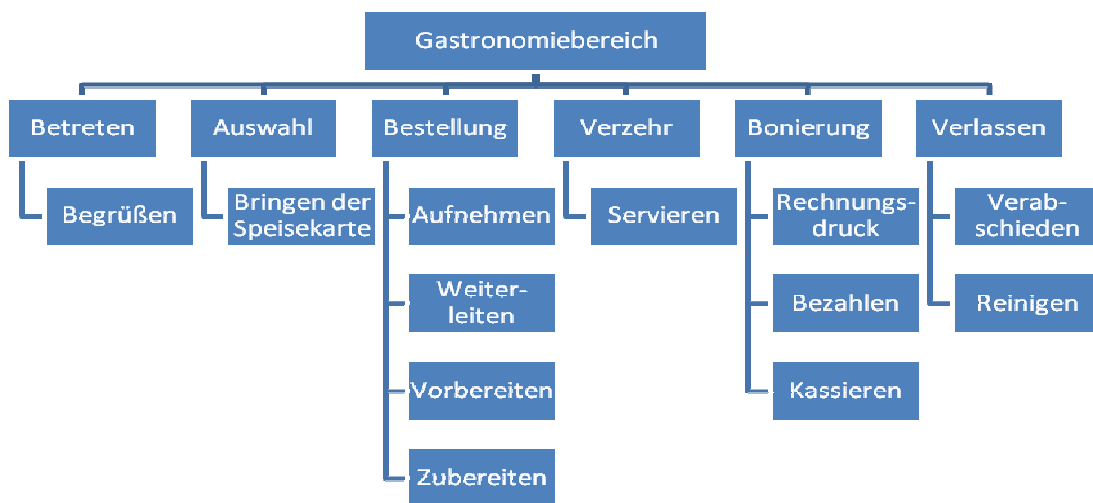 Gastronomiebereich
Betreten
Auswahl
Bestellung
Verzehr
Bonierung
Verlassen
Begrüßen
Bringen der
Speisekarte
Aufnehmen
Weiter-
leiten
Vorbereiten
Zubereiten
Servieren
Rechnungs-
druck
Bezahlen
Kassieren
Verab-
schieden
Reinigen